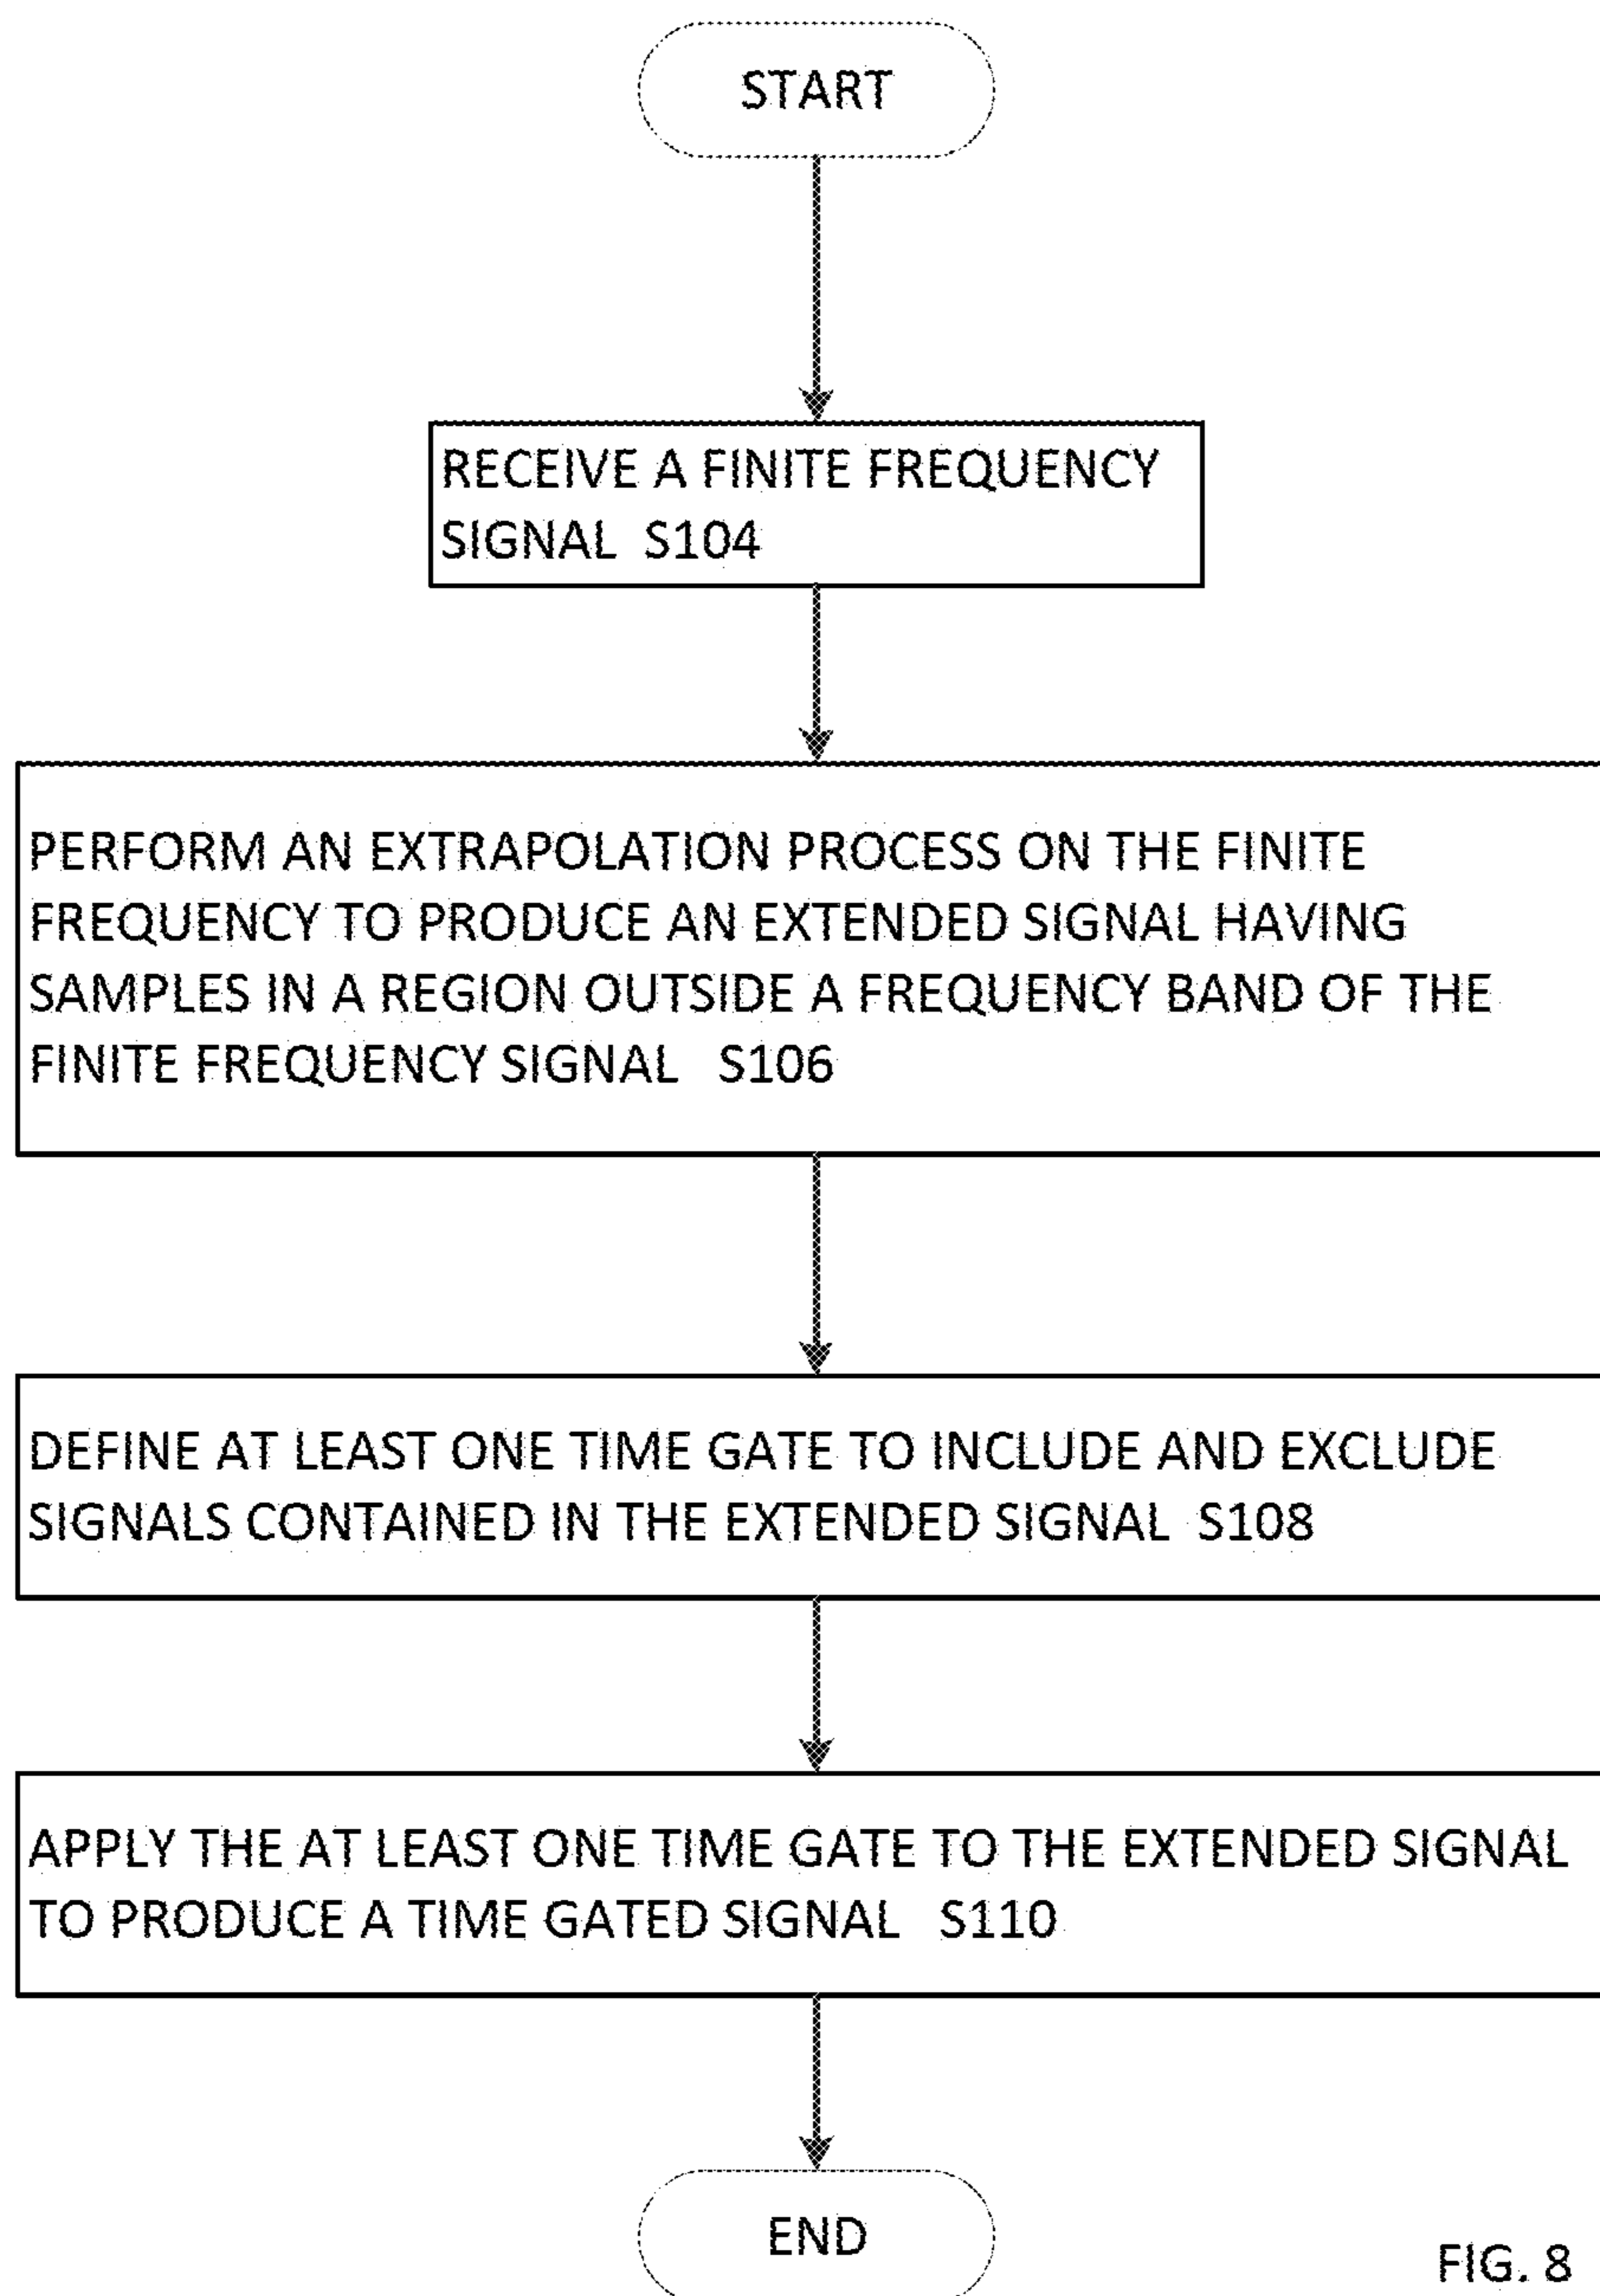 START
RECEIVE A FINITE FREQUENCY
SIGNAL S104
PERFORM AN EXTRAPOLATION PROCESS ON THE FINITE
FREQUENCY TO PRODUCE AN EXTENDED SIGNAL HAVING
SAMPLES IN A REGION OUTSIDE A FREQUENCY BAND OF THE
FINITE FREQUENCY SIGNAL S106
DEFINE AT LEAST ONE TIME GATE TO INCLUDE AND EXCLUDE
SIGNALS CONTAINED IN THE EXTENDED SIGNAL S108
APPLY THE AT LEAST ONE TIME GATE TO THE EXTENDED SIGNAL
TO PRODUCE A TIME GATED SIGNAL S110
END
FIG. 8